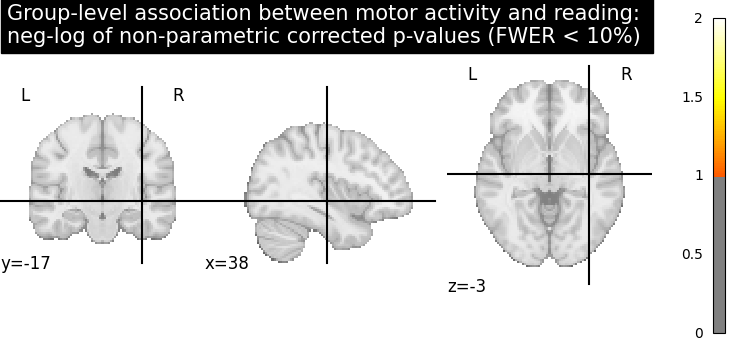 Group-level association between motor activity and reading:
neg-log of non-parametric corrected p-values (FWER < 10%)
L
R
y=-17
x=38
L
R
z=-3
2
1.5
1
0.5
0